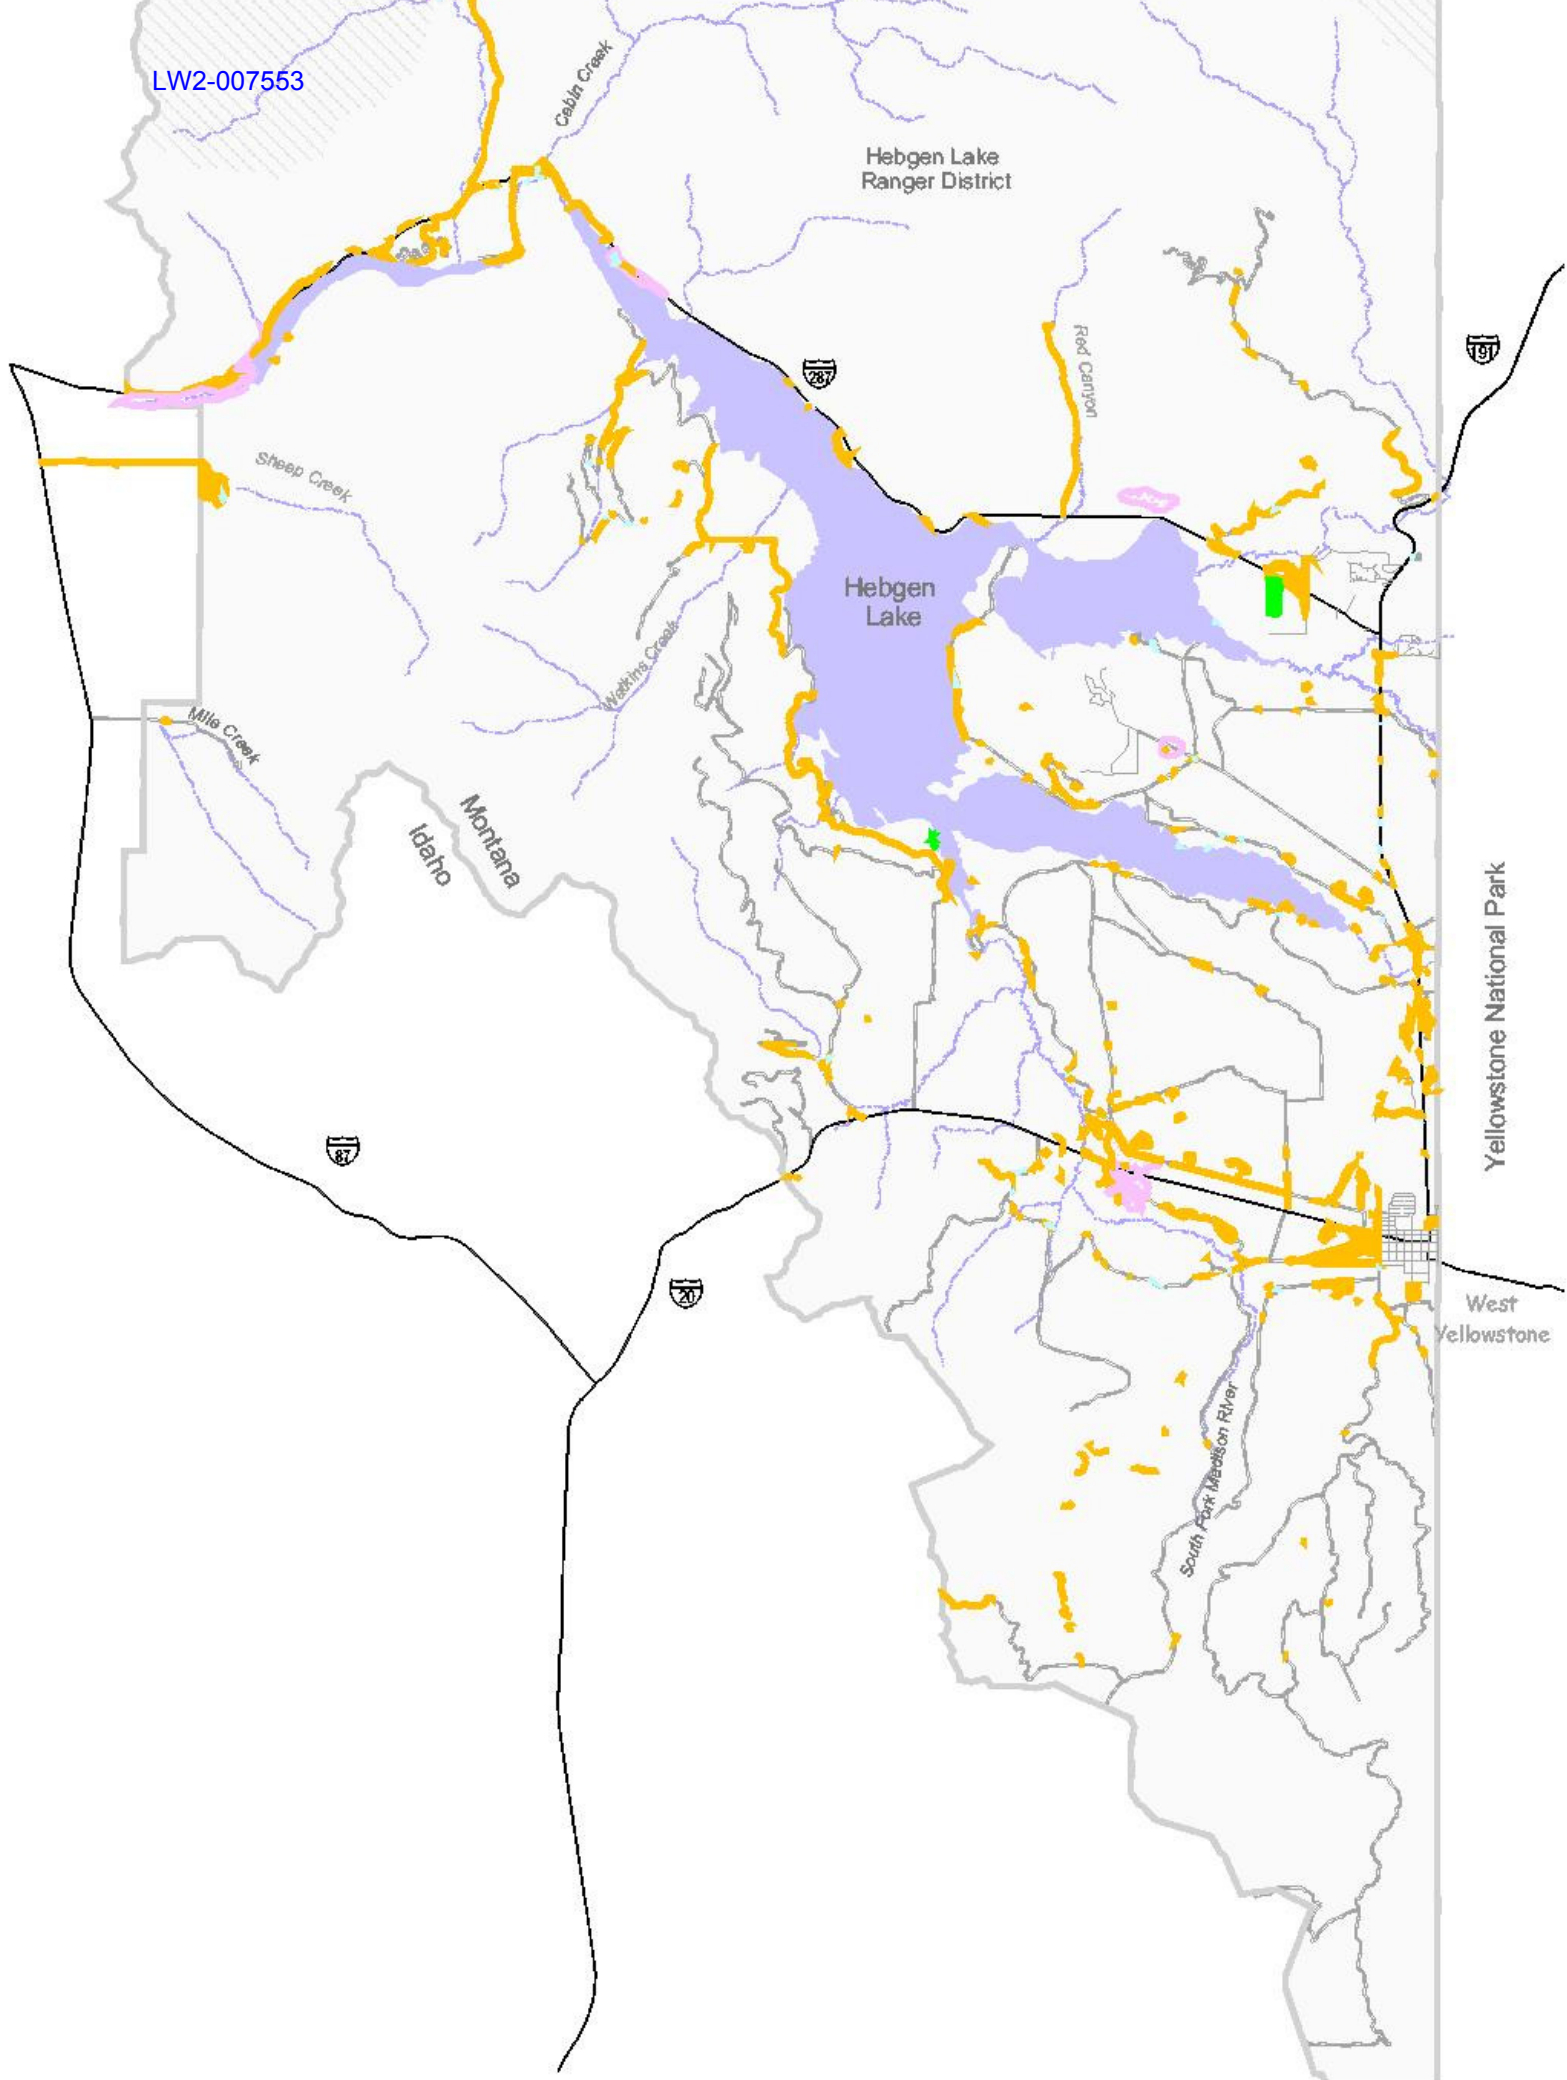 LW2-007553
Cabin Creek
Hebgen Lake
Ranger District
287
Red Canyon
191
Sheep Creek
Hebgen
Lake
Watkins Creek
Mile Creek
Montana
Idaho
Yellowstone National Park
87
20
West
Yellowstone
South Fork Madison River